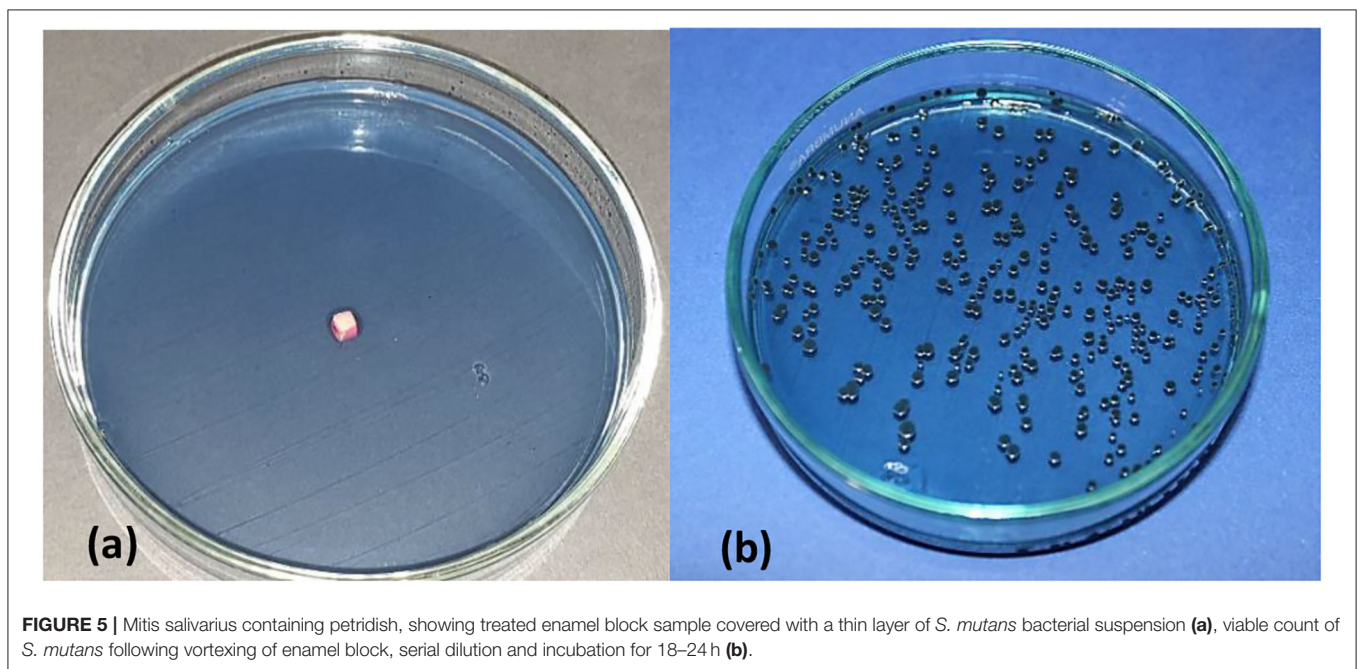 (a)
(b)
FIGURE 5 | Mitis salivarius containing petridish, showing treated enamel block sample covered with a thin layer of S. mutans bacterial suspension (a), viable count of
S. mutans following vortexing of enamel block, serial dilution and incubation for 18–24 h (b).